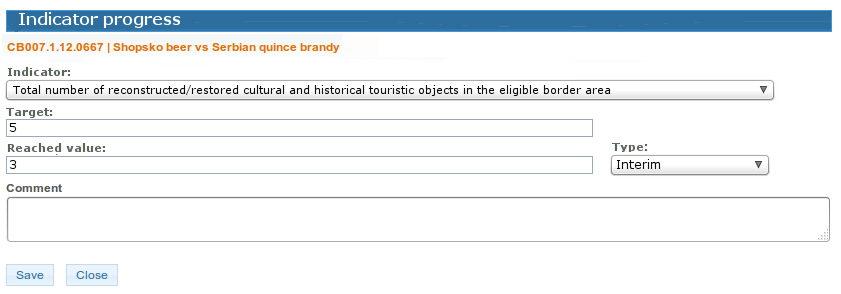 Indicator progress
CB007.1.12.0667 | Shopsko beer vs Serbian quince brandy
Indicator:
Total number of reconstructed/restored cultural and historical touristic objects in the eligible border area
Target:
5
Reached value:
Type:
3
Interim
Comment
Save Close